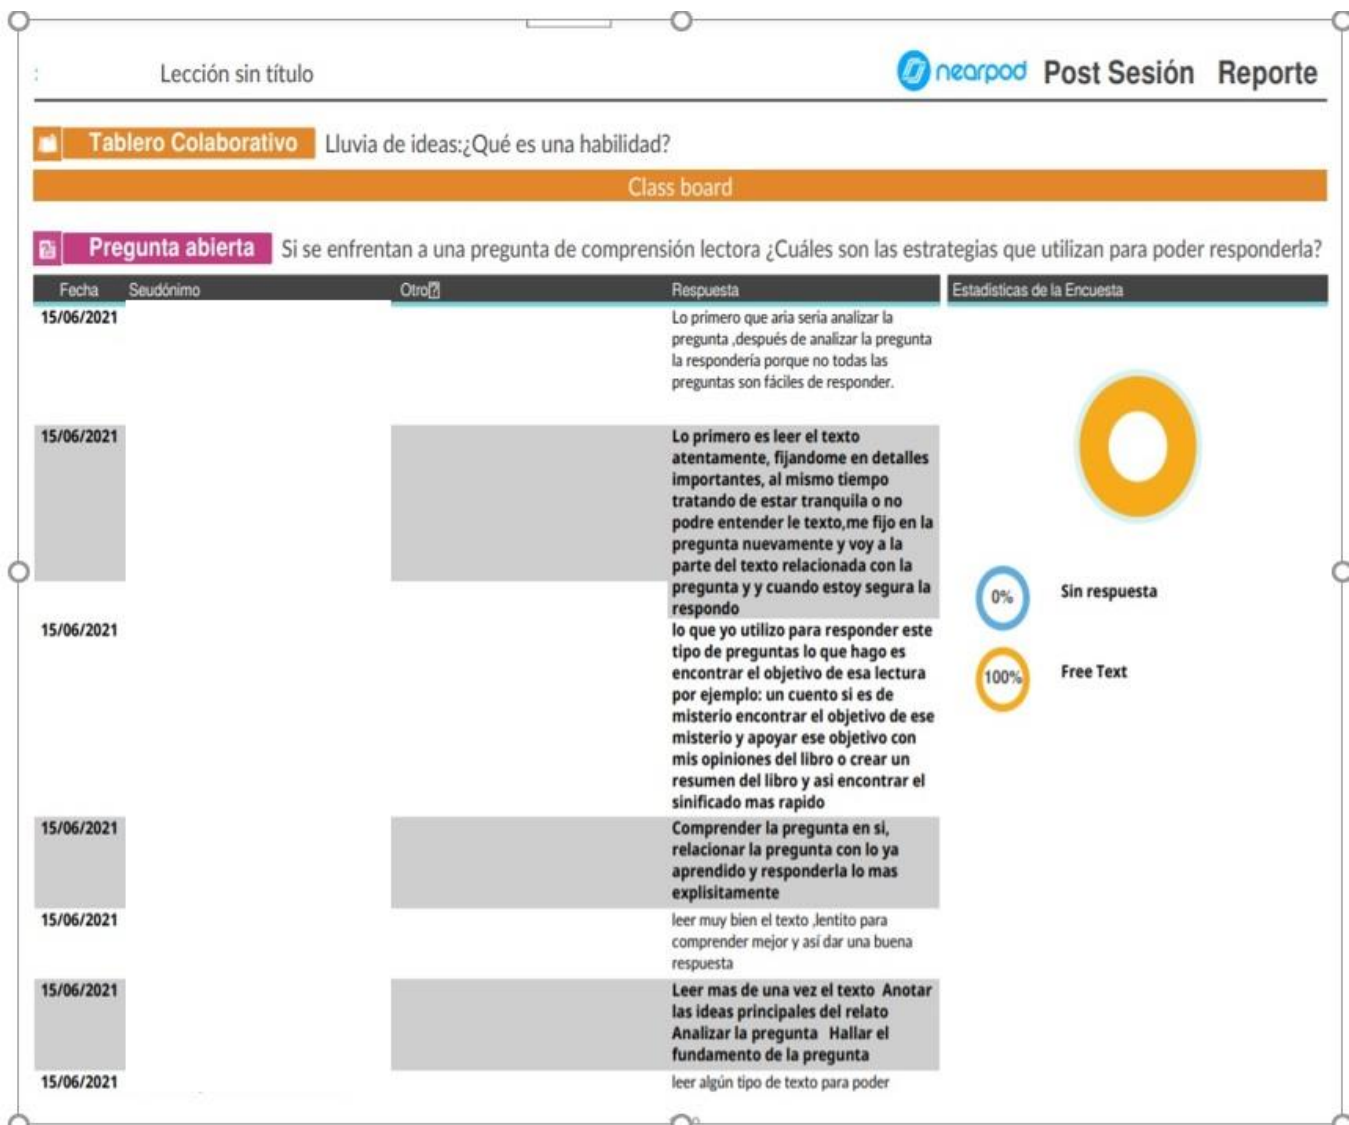 : Lección sin título nearpod Post Sesión Reporte
Tablero Colaborativo Lluvia de ideas:¿Qué es una habilidad?
Class board
Pregunta abierta Si se enfrentan a una pregunta de comprensión lectora ¿Cuáles son las estrategias que utilizan para poder responderla?
Fecha Seudónimo Otro Respuesta Estadísticas de la Encuesta
15/06/2021 Lo primero que aria seria analizar la
pregunta ,después de analizar la pregunta
la respondería porque no todas las
preguntas son fáciles de responder.
15/06/2021 Lo primero es leer el texto
atentamente, fijandome en detalles
importantes, al mismo tiempo
tratando de estar tranquila o no
podre entender le texto,me fijo en la
pregunta nuevamente y voy a la
parte del texto relacionada con la
pregunta y y cuando estoy segura la
respondo
15/06/2021 lo que yo utilizo para responder este
tipo de preguntas lo que hago es
encontrar el objetivo de esa lectura
por ejemplo: un cuento si es de
misterio encontrar el objetivo de ese
misterio y apoyar ese objetivo con
mis opiniones del libro o crear un
resumen del libro y asi encontrar el
sinificado mas rapido
15/06/2021 Comprender la pregunta en si,
relacionar la pregunta con lo ya
aprendido y responderla lo mas
explisitamente
15/06/2021 leer muy bien el texto ,lentito para
comprender mejor y así dar una buena
respuesta
15/06/2021 Leer mas de una vez el texto Anotar
las ideas principales del relato
Analizar la pregunta Hallar el
fundamento de la pregunta
15/06/2021 leer algún tipo de texto para poder
0% Sin respuesta
100% Free Text